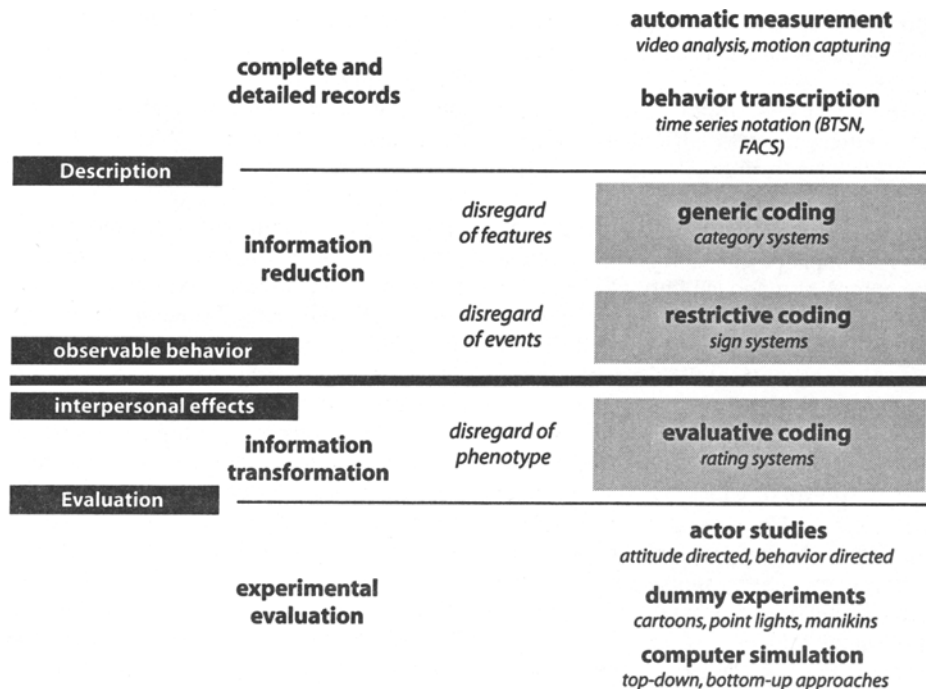 automatic measurement
video analysis, motion capturing
complete and
detailed records
behavior transcription
time series notation (BTSN,
FACS)
Description
disregard
of features
generic coding
category systems
information
reduction
disregard
of events
restrictive coding
sign systems
observable behavior
interpersonal effects
information
transformation
disregard of
phenotype
evaluative coding
rating systems
Evaluation
actor studies
attitude directed, behavior directed
experimental
evaluation
dummy experiments
cartoons, point lights, manikins
computer simulation
top-down, bottom-up approaches